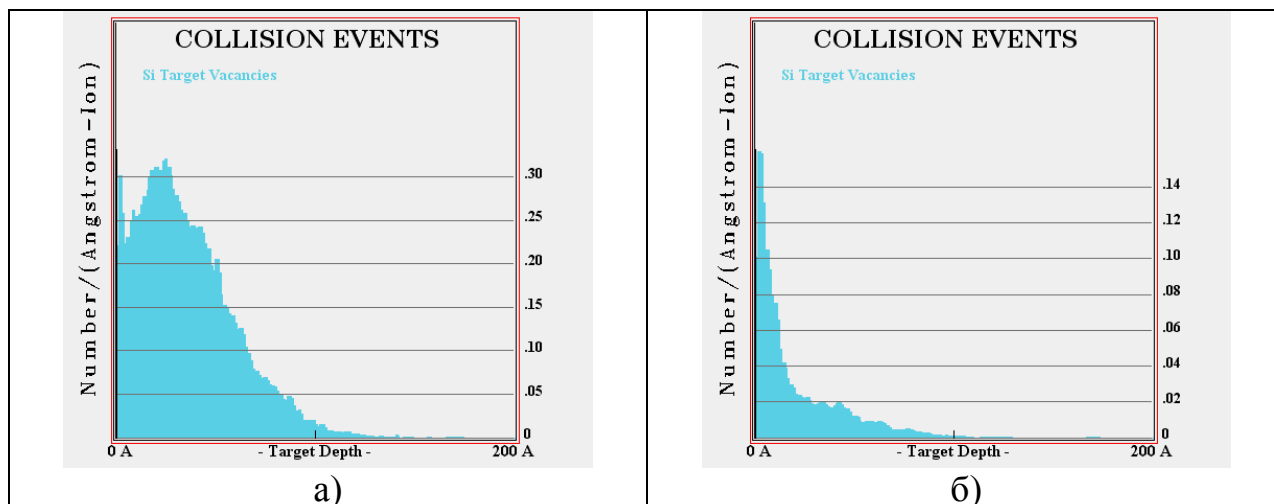 COLLISION EVENTS
Si Target Vacancies
Number/(Angstrom-Ion)
.30
.25
.20
.15
.10
.05
0
0 A - Target Depth - 200 A
а)
COLLISION EVENTS
Si Target Vacancies
Number/(Angstrom-Ion)
.14
.12
.10
.08
.06
.04
.02
0
0 A - Target Depth - 200 A
б)